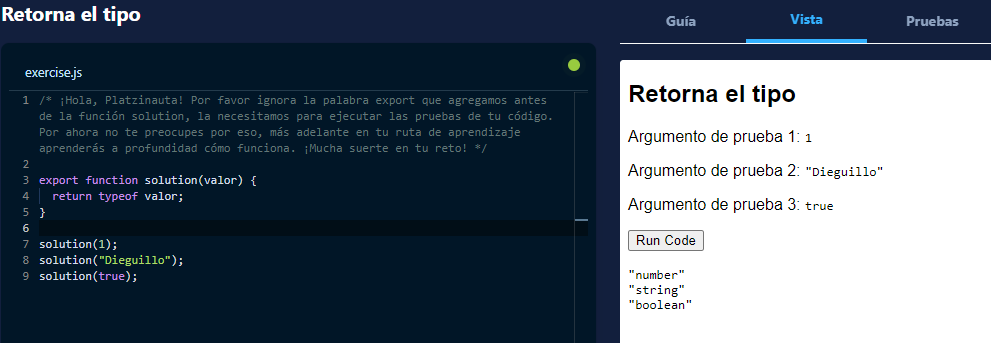 Retorna el tipo
exercise.js
1 /* ¡Hola, Platzinauta! Por favor ignora la palabra export que agregamos antes
de la función solution, la necesitamos para ejecutar las pruebas de tu código.
Por ahora no te preocupes por eso, más adelante en tu ruta de aprendizaje
aprenderás a profundidad cómo funciona. ¡Mucha suerte en tu reto! */
2
3 export function solution(valor) {
4   return typeof valor;
5 }
6
7 solution(1);
8 solution("Dieguillo");
9 solution(true);
Guía Vista Pruebas
Retorna el tipo
Argumento de prueba 1: 1
Argumento de prueba 2: "Dieguillo"
Argumento de prueba 3: true
Run Code
"number"
"string"
"boolean"